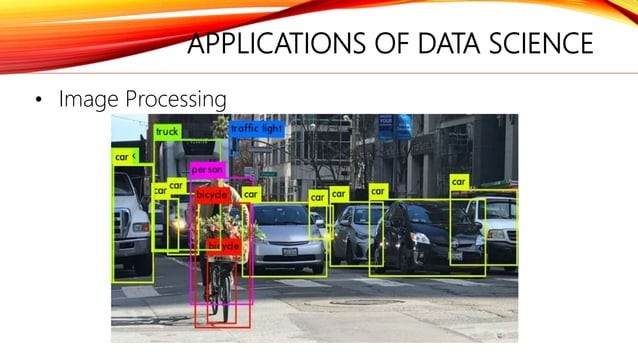 APPLICATIONS OF DATA SCIENCE
• Image Processing
truck
traffic light
car
person
car
car
bicycle
car
car
car
car
car
bicycle